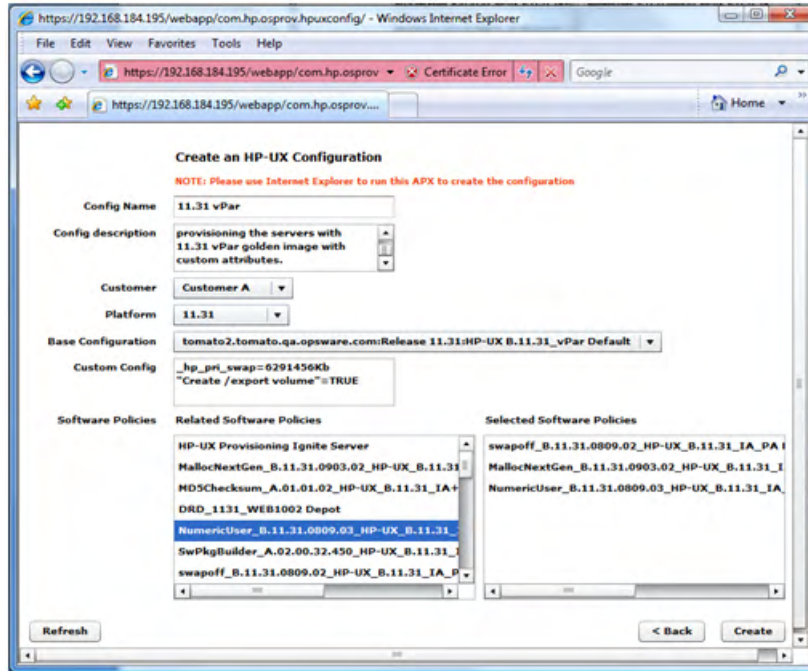 https://192.168.184.195/webapp/com.hp.osprov.hpuxconfig/ - Windows Internet Explorer
File Edit View Favorites Tools Help
https://192.168.184.195/webapp/com.hp.osprov Certificate Error Google
https://192.168.184.195/webapp/com.hp.osprov.... Home
Create an HP-UX Configuration
NOTE: Please use Internet Explorer to run this APX to create the configuration
Config Name 11.31 vPar
Config description provisioning the servers with
11.31 vPar golden image with
custom attributes.
Customer Customer A
Platform 11.31
Base Configuration tomato2.tomato.qa.opsware.com:Release 11.31:HP-UX B.11.31_vPar Default
Custom Config _hp_pri_swap=6291456Kb
"Create /export volume"=TRUE
Software Policies Related Software Policies Selected Software Policies
HP-UX Provisioning Ignite Server swapoff_B.11.31.0809.02_HP-UX_B.11.31_IA_PA
MallocNextGen_B.11.31.0903.02_HP-UX_B.11.31 MallocNextGen_B.11.31.0903.02_HP-UX_B.11.31_I
MD5Checksum_A.01.01.02_HP-UX_B.11.31_IA+ NumericUser_B.11.31.0809.03_HP-UX_B.11.31_IA_
DRD_1131_WEB1002 Depot
NumericUser_B.11.31.0809.03_HP-UX_B.11.31_
SwPkgBuilder_A.02.00.32.450_HP-UX_B.11.31_I
swapoff_B.11.31.0809.02_HP-UX_B.11.31_IA_P
Refresh < Back Create